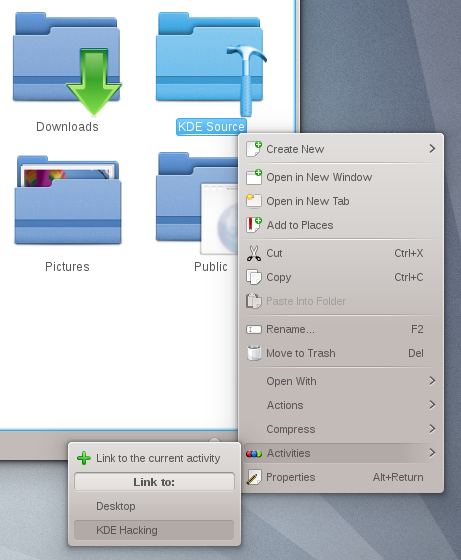 Downloads
KDE Source
Pictures
Public
Create New
Open in New Window
Open in New Tab
Add to Places
Cut Ctrl+X
Copy Ctrl+C
Paste Into Folder
Rename... F2
Move to Trash Del
Open With
Actions
Compress
Activities
Properties Alt+Return
Link to the current activity
Link to:
Desktop
KDE Hacking